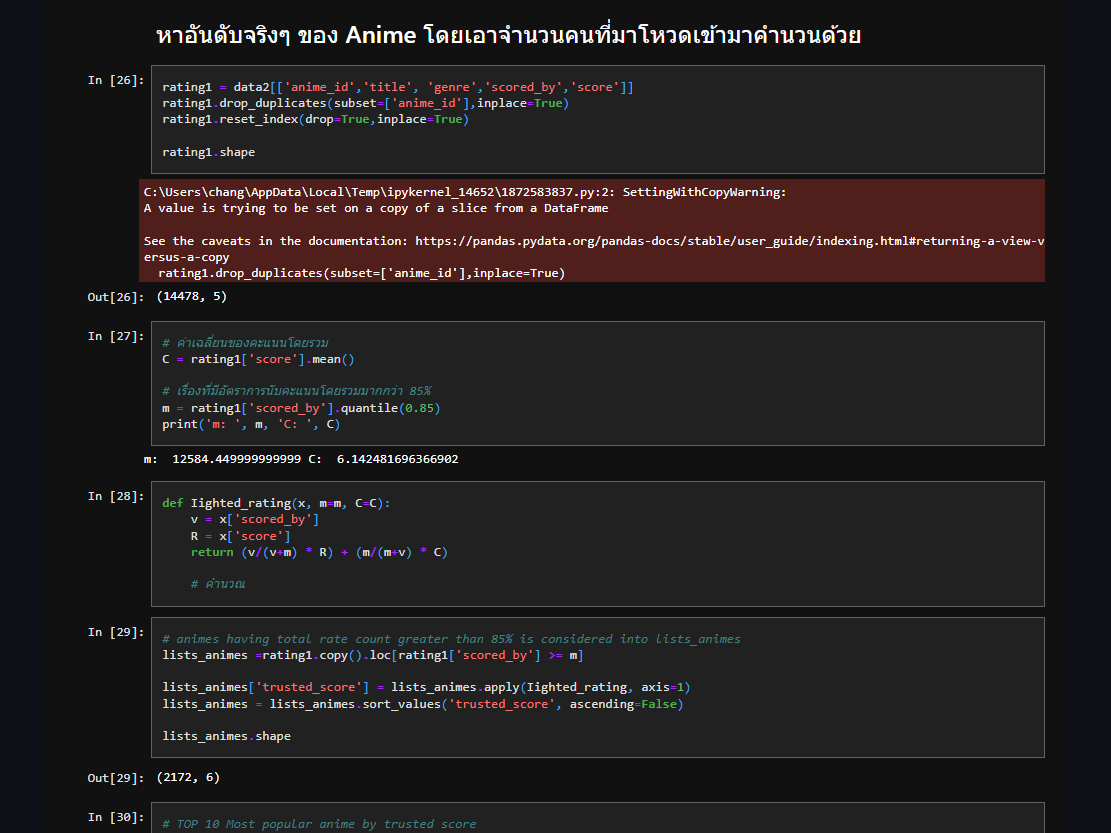 หาอันดับจริงๆ ของ Anime โดยเอาจำนวนคนที่มาโหวดเข้ามาคำนวนด้วย
In [26]:
rating1 = data2[['anime_id','title', 'genre','scored_by','score']]
rating1.drop_duplicates(subset=['anime_id'],inplace=True)
rating1.reset_index(drop=True,inplace=True)
rating1.shape
C:\Users\chang\AppData\Local\Temp\ipykernel_14652\1872583837.py:2: SettingWithCopyWarning:
A value is trying to be set on a copy of a slice from a DataFrame
See the caveats in the documentation: https://pandas.pydata.org/pandas-docs/stable/user_guide/indexing.html#returning-a-view-v
ersus-a-copy
  rating1.drop_duplicates(subset=['anime_id'],inplace=True)
Out[26]: (14478, 5)
In [27]:
# ค่าเฉลี่ยนของคะแนนโดยรวม
C = rating1['score'].mean()
# เรื่องที่มีอัตราการนับคะแนนโดยรวมมากกว่า 85%
m = rating1['scored_by'].quantile(0.85)
print('m: ', m, 'C: ', C)
m:  12584.449999999999 C:  6.142481696366902
In [28]:
def Iighted_rating(x, m=m, C=C):
    v = x['scored_by']
    R = x['score']
    return (v/(v+m) * R) + (m/(m+v) * C)
    # คำนวณ
In [29]:
# animes having total rate count greater than 85% is considered into lists_animes
lists_animes =rating1.copy().loc[rating1['scored_by'] >= m]
lists_animes['trusted_score'] = lists_animes.apply(Iighted_rating, axis=1)
lists_animes = lists_animes.sort_values('trusted_score', ascending=False)
lists_animes.shape
Out[29]: (2172, 6)
In [30]:
# TOP 10 Most popular anime by trusted score